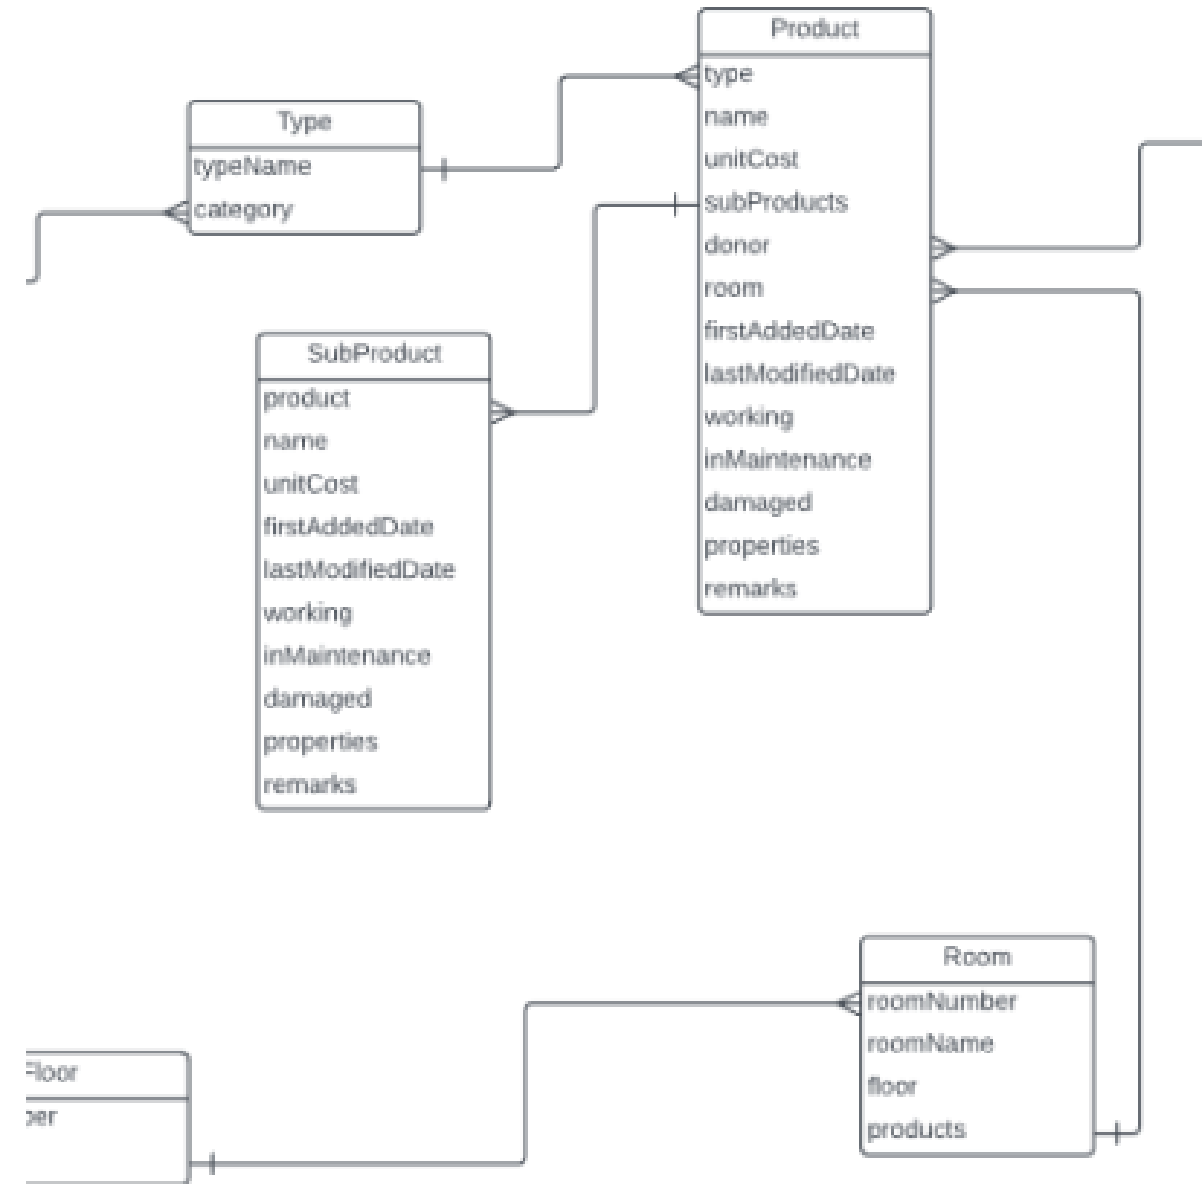 Product
type
name
unitCost
subProducts
donor
room
firstAddedDate
lastModifiedDate
working
inMaintenance
damaged
properties
remarks
Type
typeName
category
SubProduct
product
name
unitCost
firstAddedDate
lastModifiedDate
working
inMaintenance
damaged
properties
remarks
Room
roomNumber
roomName
floor
products
Floor